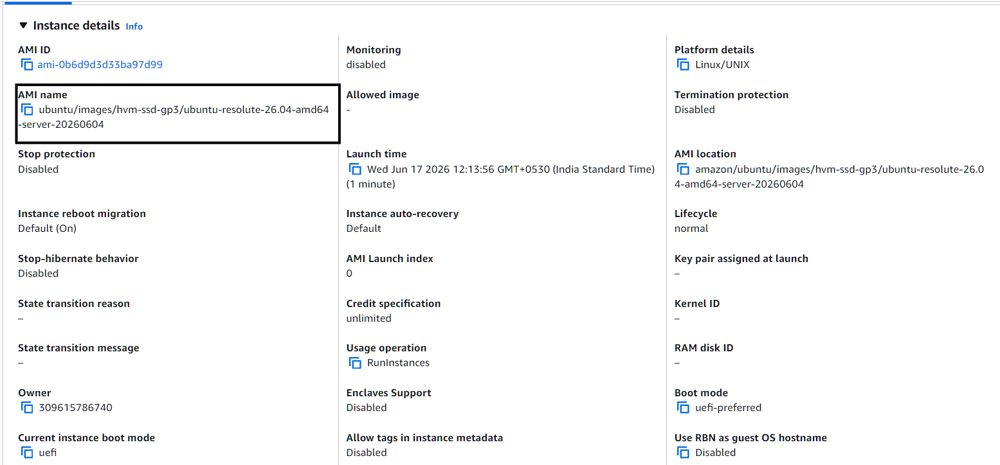 Instance details Info
AMI ID
ami-0b6d9d3d33ba97d99
Monitoring
disabled
Platform details
Linux/UNIX
AMI name
ubuntu/images/hvm-ssd-gp3/ubuntu-resolute-26.04-amd64
-server-20260604
Allowed image
-
Termination protection
Disabled
Stop protection
Disabled
Launch time
Wed Jun 17 2026 12:13:56 GMT+0530 (India Standard Time)
(1 minute)
AMI location
amazon/ubuntu/images/hvm-ssd-gp3/ubuntu-resolute-26.0
4-amd64-server-20260604
Instance reboot migration
Default (On)
Instance auto-recovery
Default
Lifecycle
normal
Stop-hibernate behavior
Disabled
AMI Launch index
0
Key pair assigned at launch
–
State transition reason
–
Credit specification
unlimited
Kernel ID
–
State transition message
–
Usage operation
RunInstances
RAM disk ID
–
Owner
309615786740
Enclaves Support
Disabled
Boot mode
uefi-preferred
Current instance boot mode
uefi
Allow tags in instance metadata
Disabled
Use RBN as guest OS hostname
Disabled